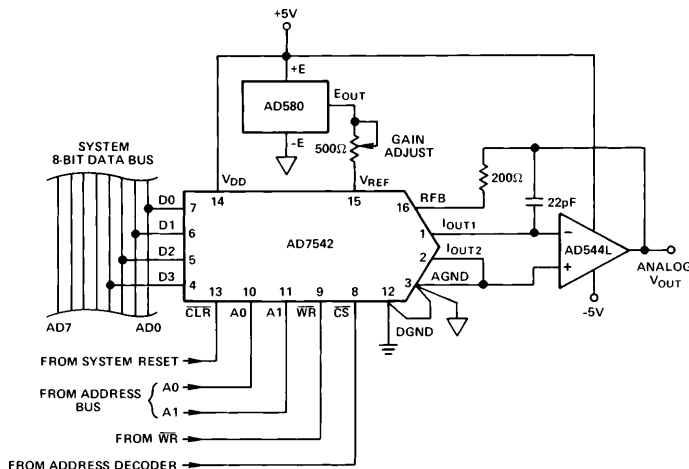 +5V
+E
AD580
EOUT
-E
500Ω
GAIN
ADJUST
SYSTEM
8-BIT DATA BUS
VDD
14
VREF
15
RFB
16
200Ω
22pF
D0
7
D1
6
D2
5
D3
4
AD7542
IOUT1
1
IOUT2
2
AGND
3
−
AD544L
+
ANALOG
VOUT
-5V
13
10
11
9
8
12
AD7
AD0
CLR
A0
A1
WR
CS
DGND
FROM SYSTEM RESET
FROM ADDRESS
BUS
A0
A1
FROM WR
FROM ADDRESS DECODER